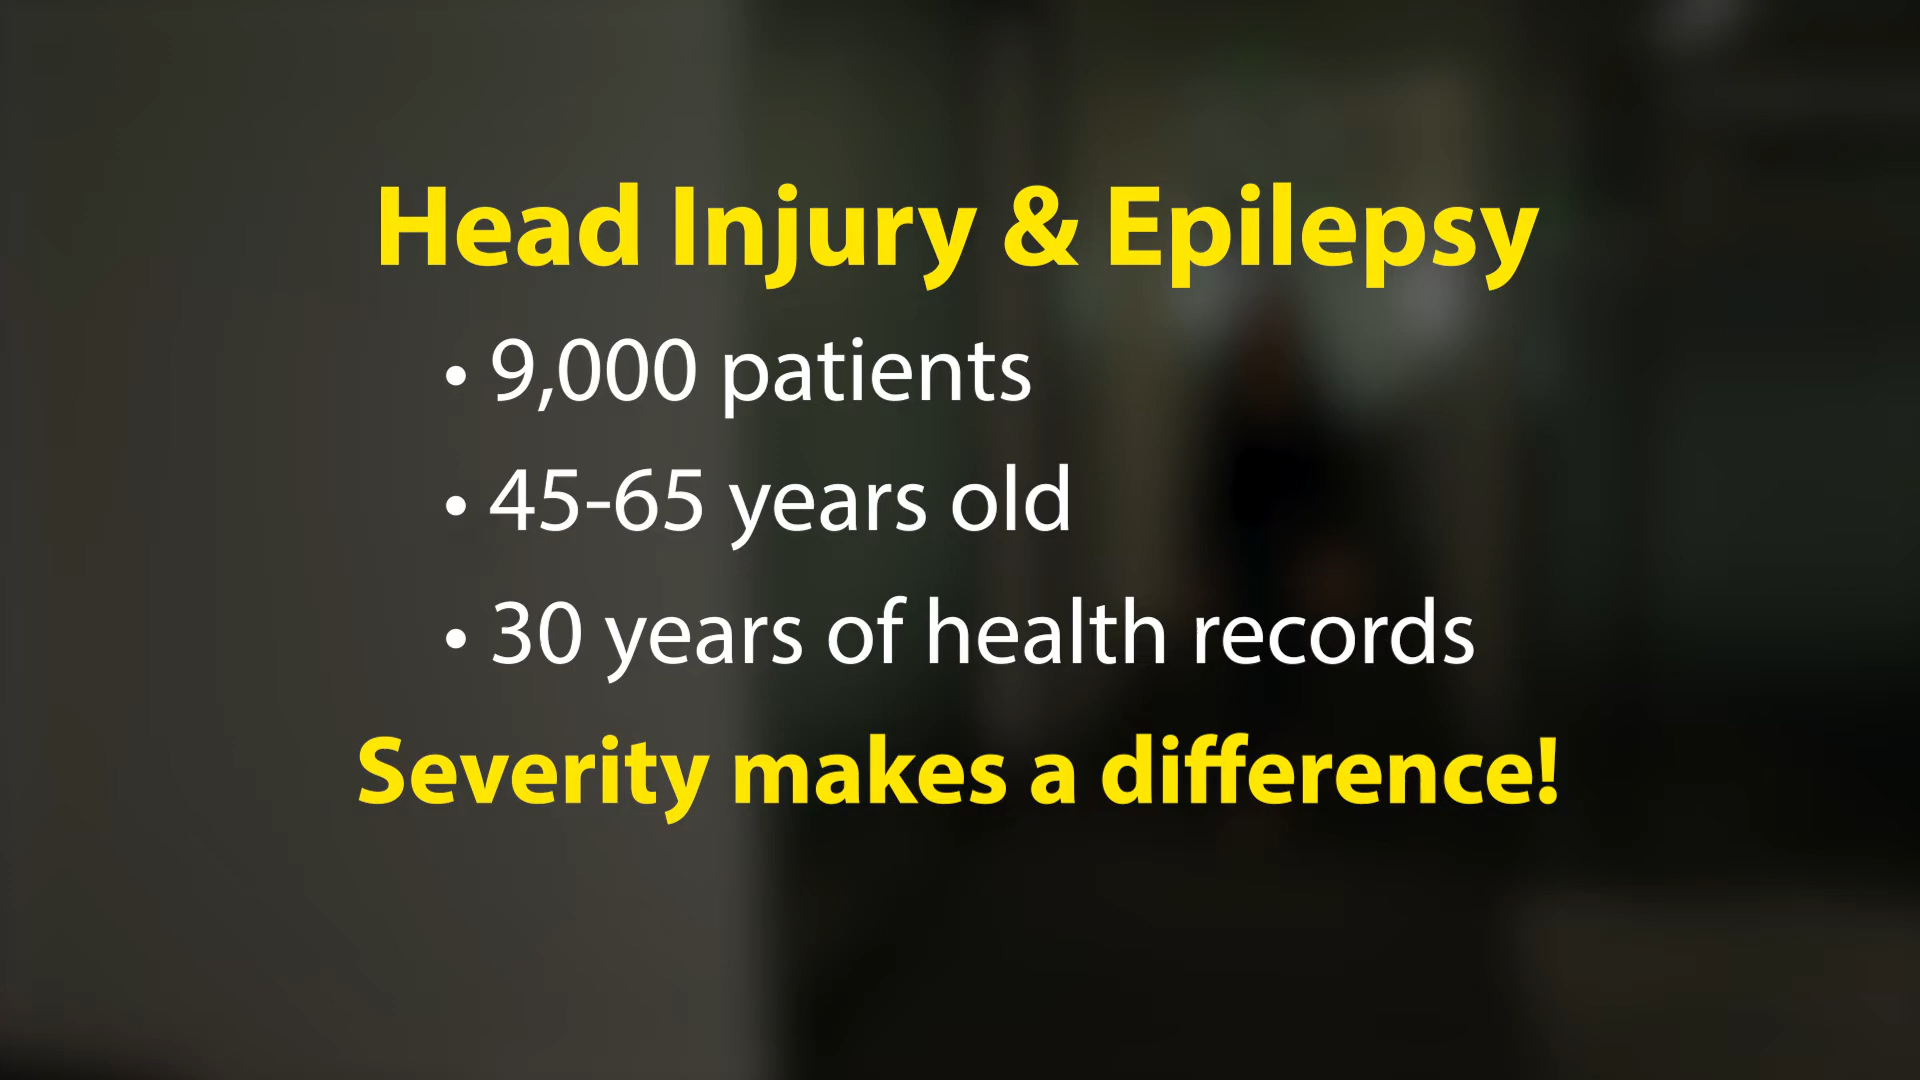 Head Injury & Epilepsy
• 9,000 patients
• 45-65 years old
• 30 years of health records
Severity makes a difference!